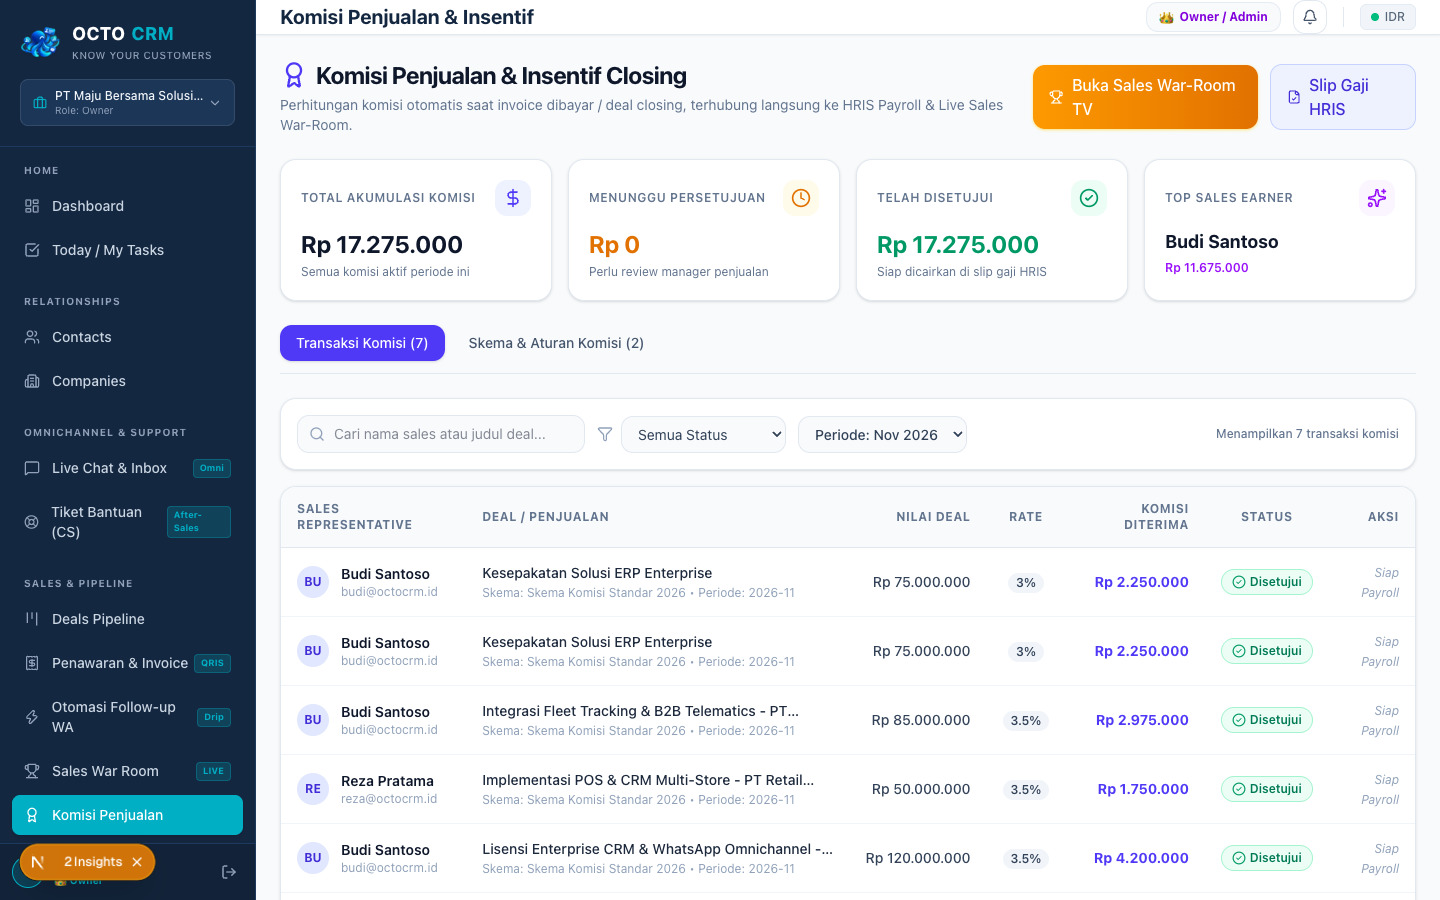 OCTO CRM
KNOW YOUR CUSTOMERS
PT Maju Bersama Solusi...
Role: Owner
HOME
Dashboard
Today / My Tasks
RELATIONSHIPS
Contacts
Companies
OMNICHANNEL & SUPPORT
Live Chat & Inbox
Omni
Tiket Bantuan
(CS)
After-
Sales
SALES & PIPELINE
Deals Pipeline
Penawaran & Invoice
QRIS
Otomasi Follow-up
WA
Drip
Sales War Room
LIVE
Komisi Penjualan
2 Insights
Owner
Komisi Penjualan & Insentif
Owner / Admin
IDR
Komisi Penjualan & Insentif Closing
Perhitungan komisi otomatis saat invoice dibayar / deal closing, terhubung langsung ke HRIS Payroll & Live Sales
War-Room.
Buka Sales War-Room
TV
Slip Gaji
HRIS
TOTAL AKUMULASI KOMISI
Rp 17.275.000
Semua komisi aktif periode ini
MENUNGGU PERSETUJUAN
Rp 0
Perlu review manager penjualan
TELAH DISETUJUI
Rp 17.275.000
Siap dicairkan di slip gaji HRIS
TOP SALES EARNER
Budi Santoso
Rp 11.675.000
Transaksi Komisi (7)
Skema & Aturan Komisi (2)
Cari nama sales atau judul deal...
Semua Status
Periode: Nov 2026
Menampilkan 7 transaksi komisi
SALES
REPRESENTATIVE
DEAL / PENJUALAN
NILAI DEAL
RATE
KOMISI
DITERIMA
STATUS
AKSI
BU
Budi Santoso
budi@octocrm.id
Kesepakatan Solusi ERP Enterprise
Skema: Skema Komisi Standar 2026 • Periode: 2026-11
Rp 75.000.000
3%
Rp 2.250.000
Disetujui
Siap
Payroll
BU
Budi Santoso
budi@octocrm.id
Kesepakatan Solusi ERP Enterprise
Skema: Skema Komisi Standar 2026 • Periode: 2026-11
Rp 75.000.000
3%
Rp 2.250.000
Disetujui
Siap
Payroll
BU
Budi Santoso
budi@octocrm.id
Integrasi Fleet Tracking & B2B Telematics - PT...
Skema: Skema Komisi Standar 2026 • Periode: 2026-11
Rp 85.000.000
3.5%
Rp 2.975.000
Disetujui
Siap
Payroll
RE
Reza Pratama
reza@octocrm.id
Implementasi POS & CRM Multi-Store - PT Retail...
Skema: Skema Komisi Standar 2026 • Periode: 2026-11
Rp 50.000.000
3.5%
Rp 1.750.000
Disetujui
Siap
Payroll
BU
Budi Santoso
budi@octocrm.id
Lisensi Enterprise CRM & WhatsApp Omnichannel -...
Skema: Skema Komisi Standar 2026 • Periode: 2026-11
Rp 120.000.000
3.5%
Rp 4.200.000
Disetujui
Siap
Payroll